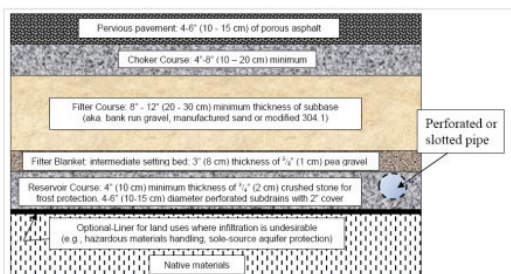 Pervious pavement: 4-6" (10 - 15 cm) of porous asphalt
Choker Course: 4"-8" (10 – 20 cm) minimum
Filter Course: 8" - 12" (20 - 30 cm) minimum thickness of subbase
(aka. bank run gravel, manufactured sand or modified 304.1)
Perforated or
slotted pipe
Filter Blanket: intermediate setting bed: 3" (8 cm) thickness of 3/8" (1 cm) pea gravel
Reservoir Course: 4" (10 cm) minimum thickness of 3/4" (2 cm) crushed stone for
frost protection. 4-6" (10-15 cm) diameter perforated subdrains with 2" cover
Optional-Liner for land uses where infiltration is undesirable
(e.g., hazardous materials handling, sole-source aquifer protection)
Native materials